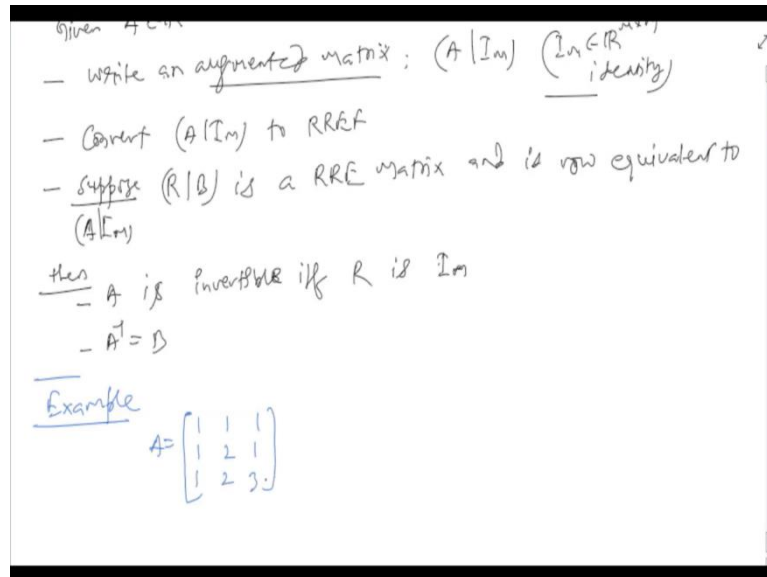 Given A ∈ ℝ
- Write an augmented matrix : (A | Im) (Im ∈ ℝ^{m×m} identity)
- Convert (A|Im) to RREF
- Suppose (R|B) is a RRE Matrix and is row equivalent to
(A|Im)
then
- A is invertible iff R is Im
- A⁻¹ = B
Example
A = [1 1 1
1 2 1
1 2 3]